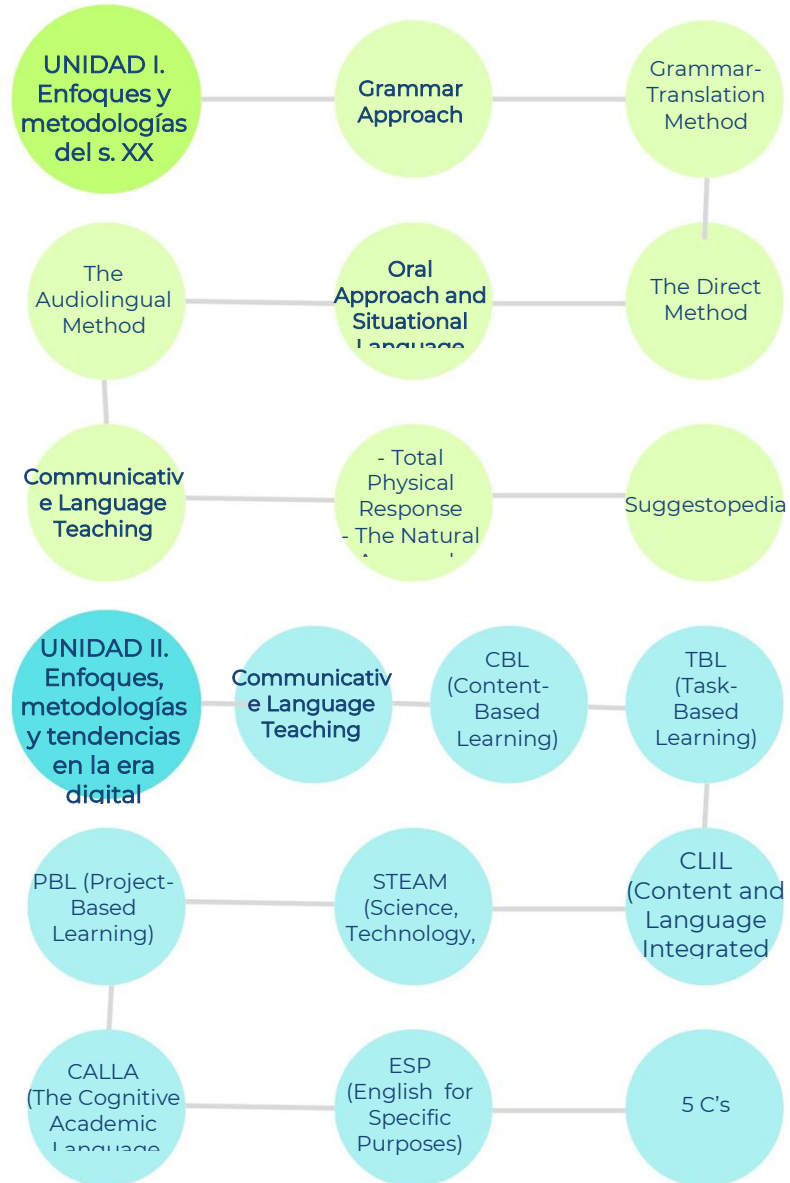 UNIDAD I.
Enfoques y
metodologías
del s. XX
Grammar
Approach
Grammar-
Translation
Method
The Direct
Method
Oral
Approach and
Situational
Language
The
Audiolingual
Method
Communicativ
e Language
Teaching
- Total
Physical
Response
- The Natural
Suggestopedia
UNIDAD II.
Enfoques,
metodologías
y tendencias
en la era
digital
Communicativ
e Language
Teaching
CBL
(Content-
Based
Learning)
TBL
(Task-
Based
Learning)
CLIL
(Content and
Language
Integrated
STEAM
(Science,
Technology,
PBL (Project-
Based
Learning)
CALLA
(The Cognitive
Academic
Language
ESP
(English for
Specific
Purposes)
5 C’s